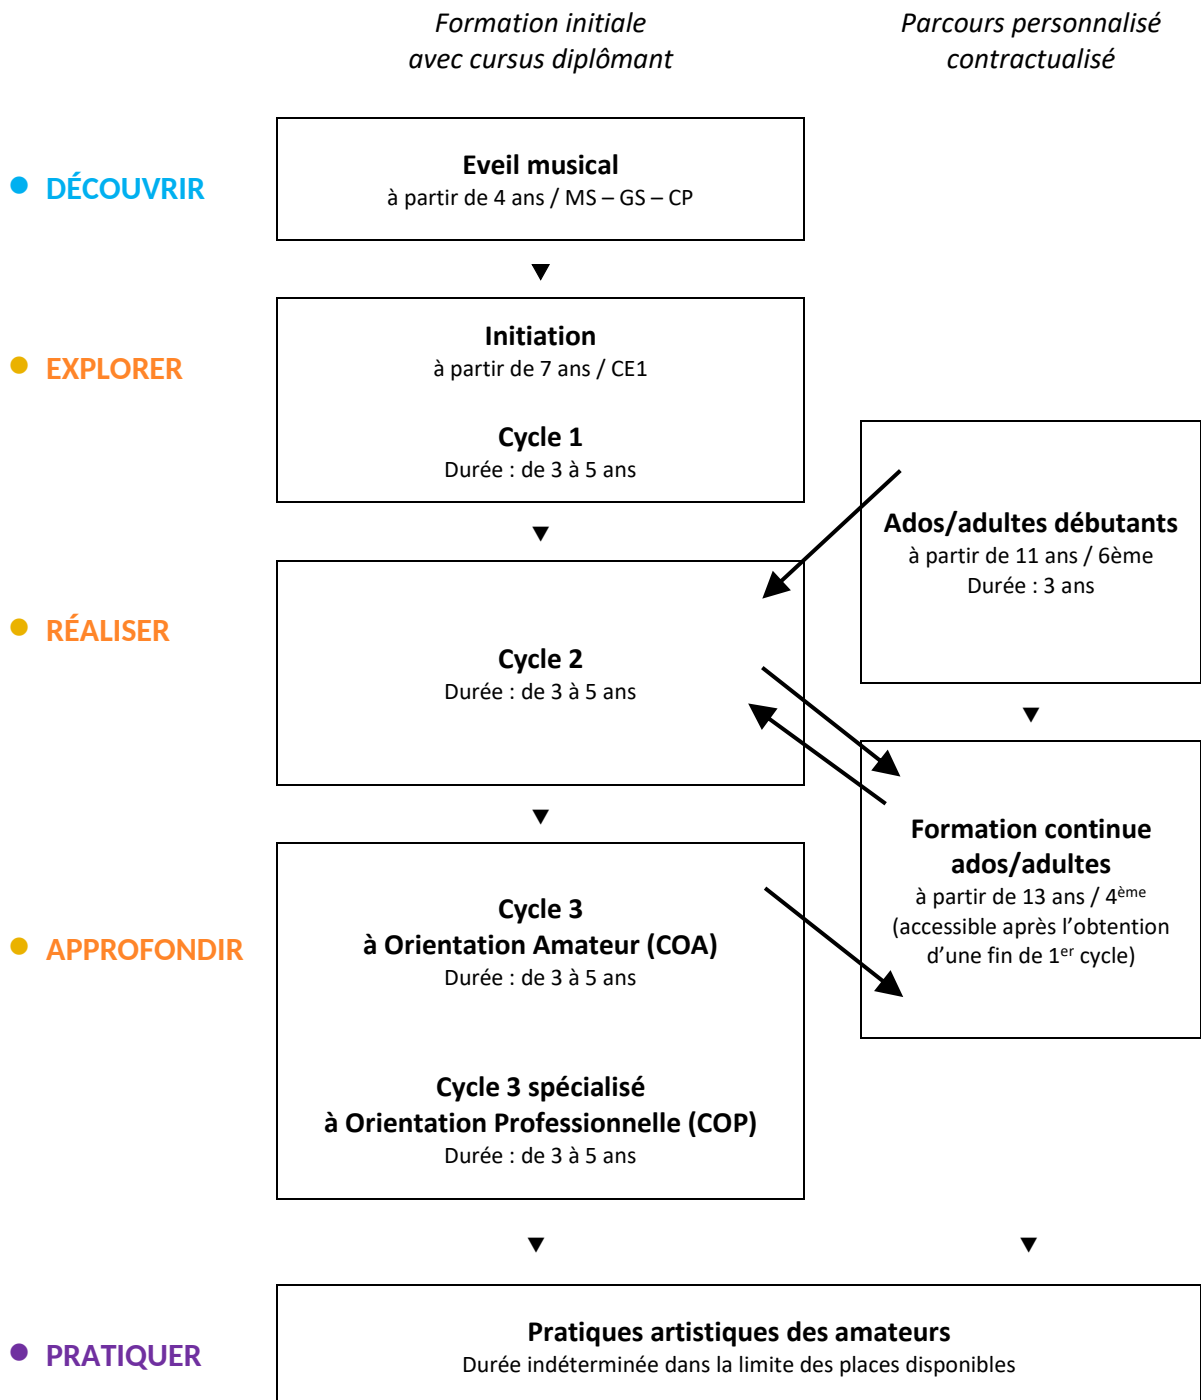 Formation initiale
avec cursus diplômant
Parcours personnalisé
contractualisé
DÉCOUVRIR
Eveil musical
à partir de 4 ans / MS – GS – CP
EXPLORER
Initiation
à partir de 7 ans / CE1
Cycle 1
Durée : de 3 à 5 ans
Ados/adultes débutants
à partir de 11 ans / 6ème
Durée : 3 ans
RÉALISER
Cycle 2
Durée : de 3 à 5 ans
Formation continue
ados/adultes
à partir de 13 ans / 4ème
(accessible après l’obtention
d’une fin de 1er cycle)
APPROFONDIR
Cycle 3
à Orientation Amateur (COA)
Durée : de 3 à 5 ans
Cycle 3 spécialisé
à Orientation Professionnelle (COP)
Durée : de 3 à 5 ans
PRATIQUER
Pratiques artistiques des amateurs
Durée indéterminée dans la limite des places disponibles